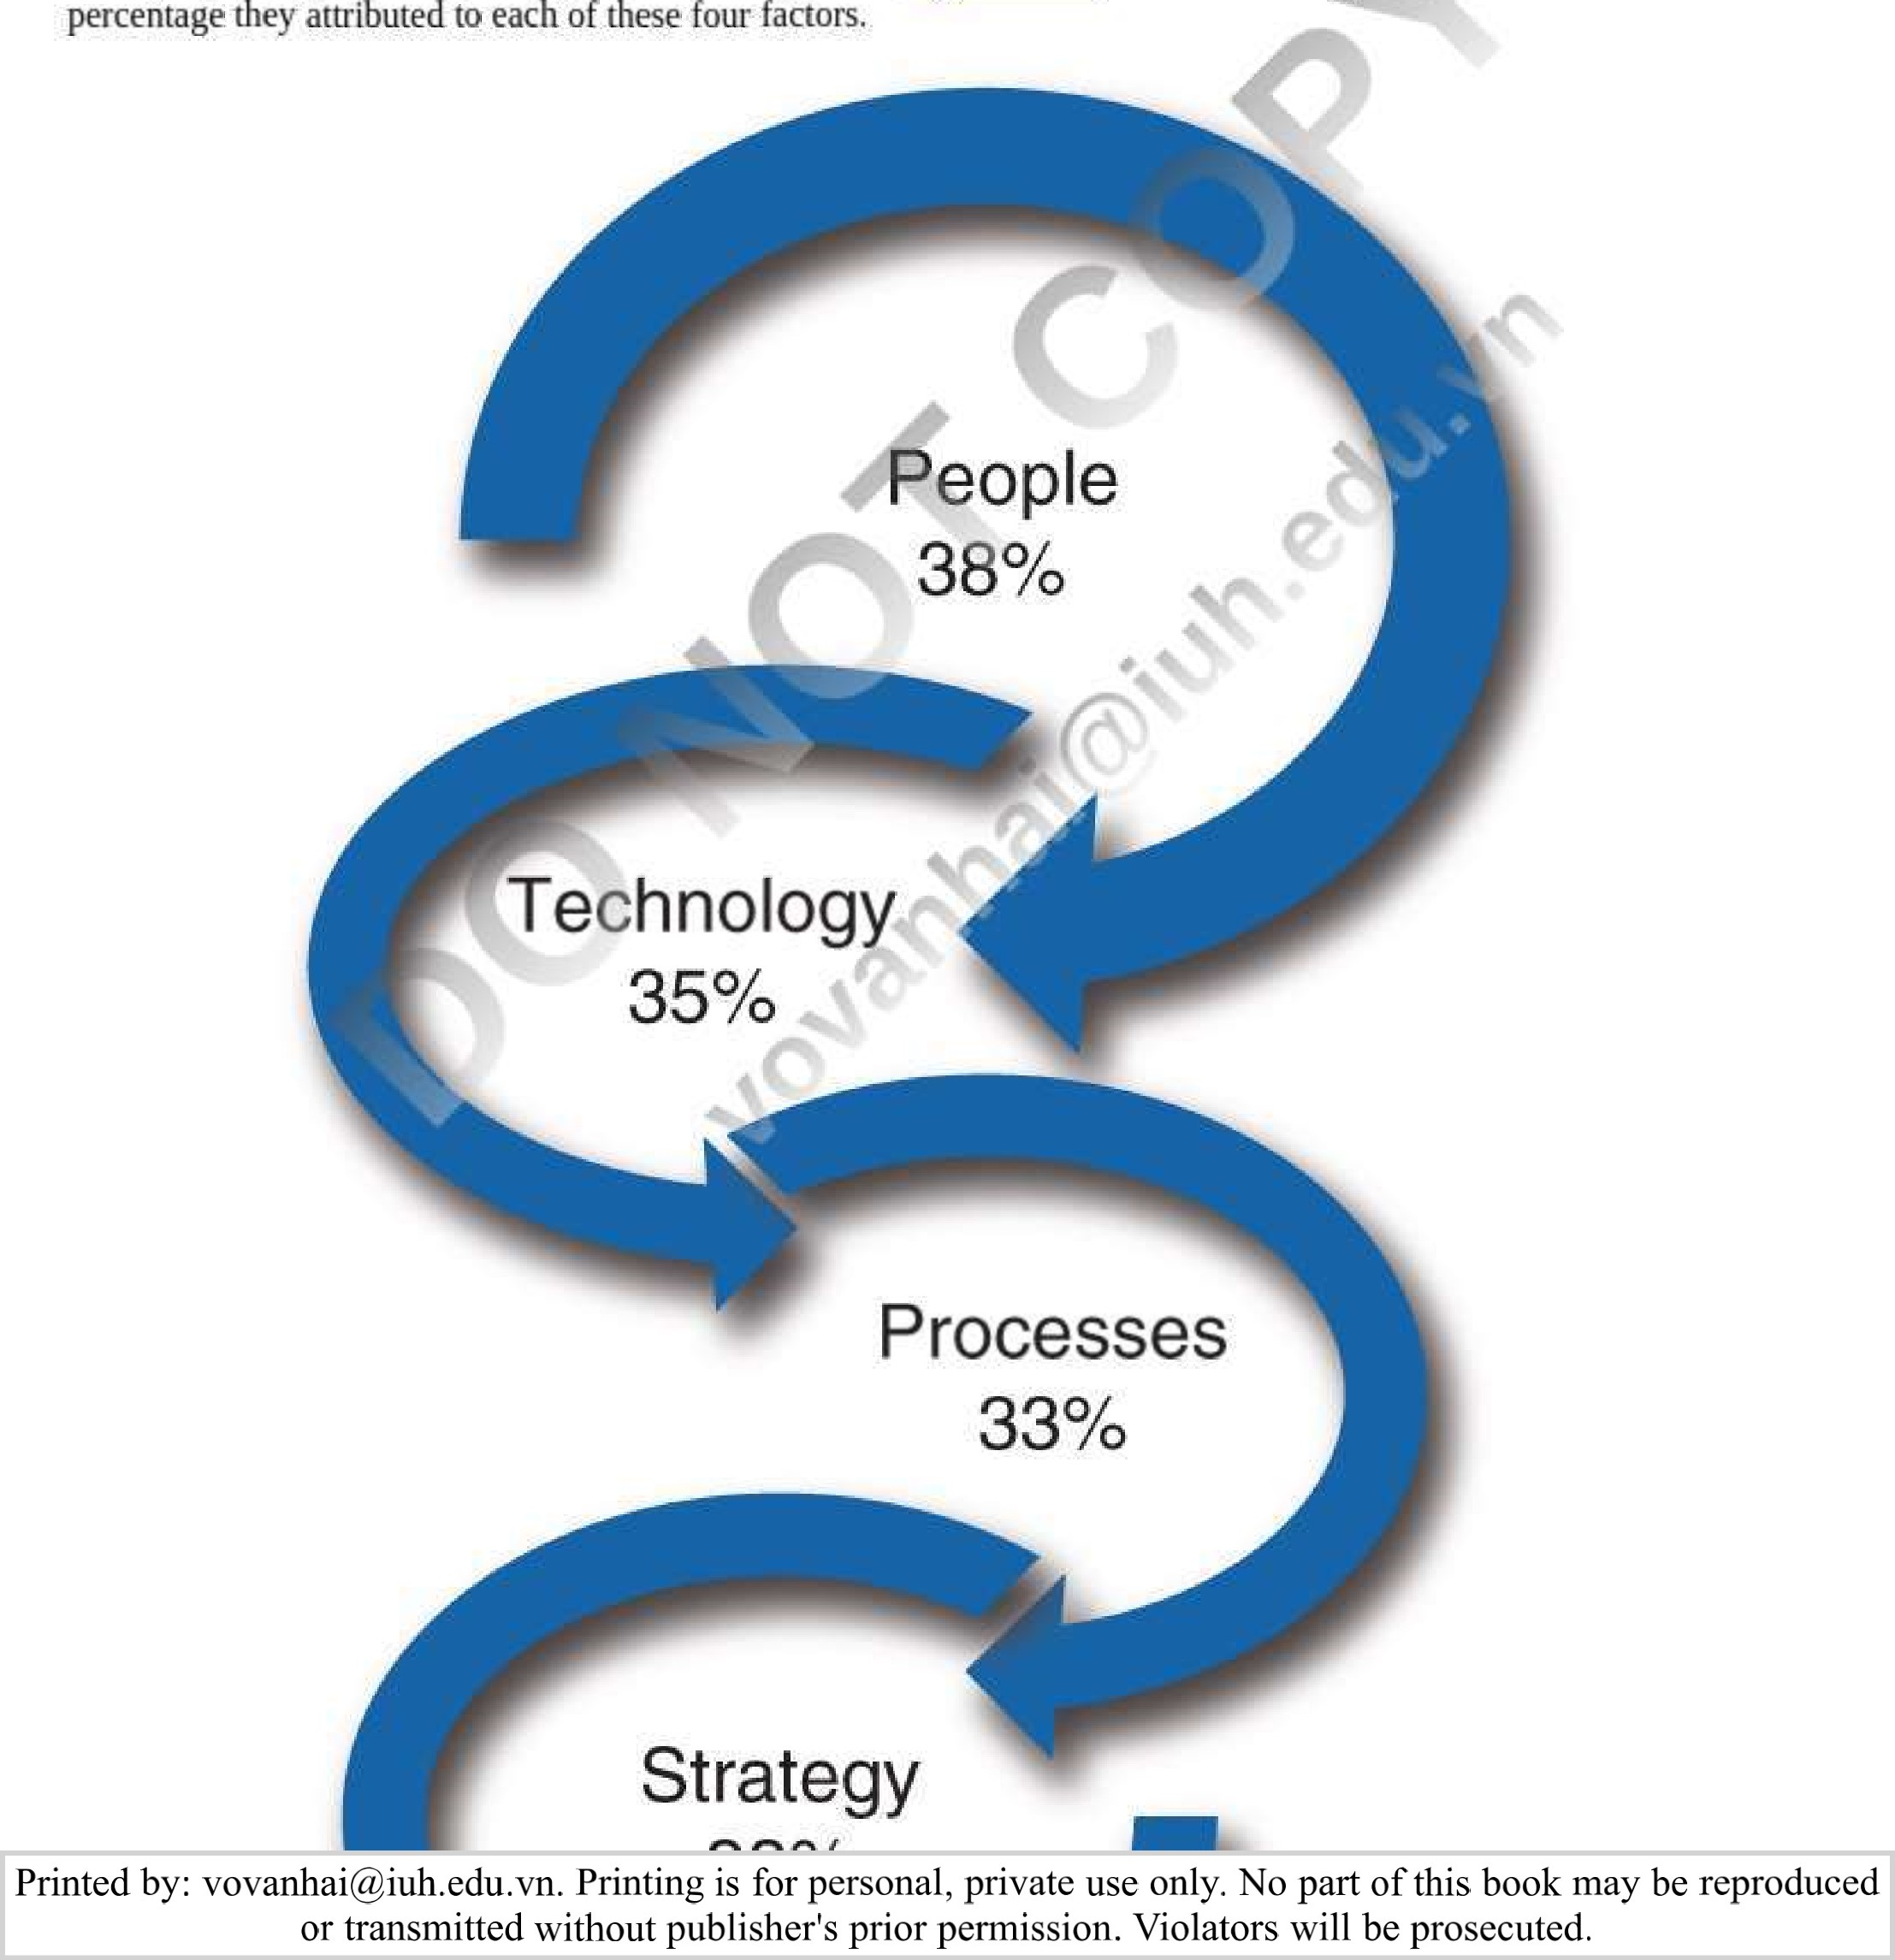 percentage they attributed to each of these four factors.
DO NOT COPY
vovanhai@iuh.edu.vn
People
38%
Technology
35%
Processes
33%
Strategy
Printed by: vovanhai@iuh.edu.vn. Printing is for personal, private use only. No part of this book may be reproduced
or transmitted without publisher's prior permission. Violators will be prosecuted.